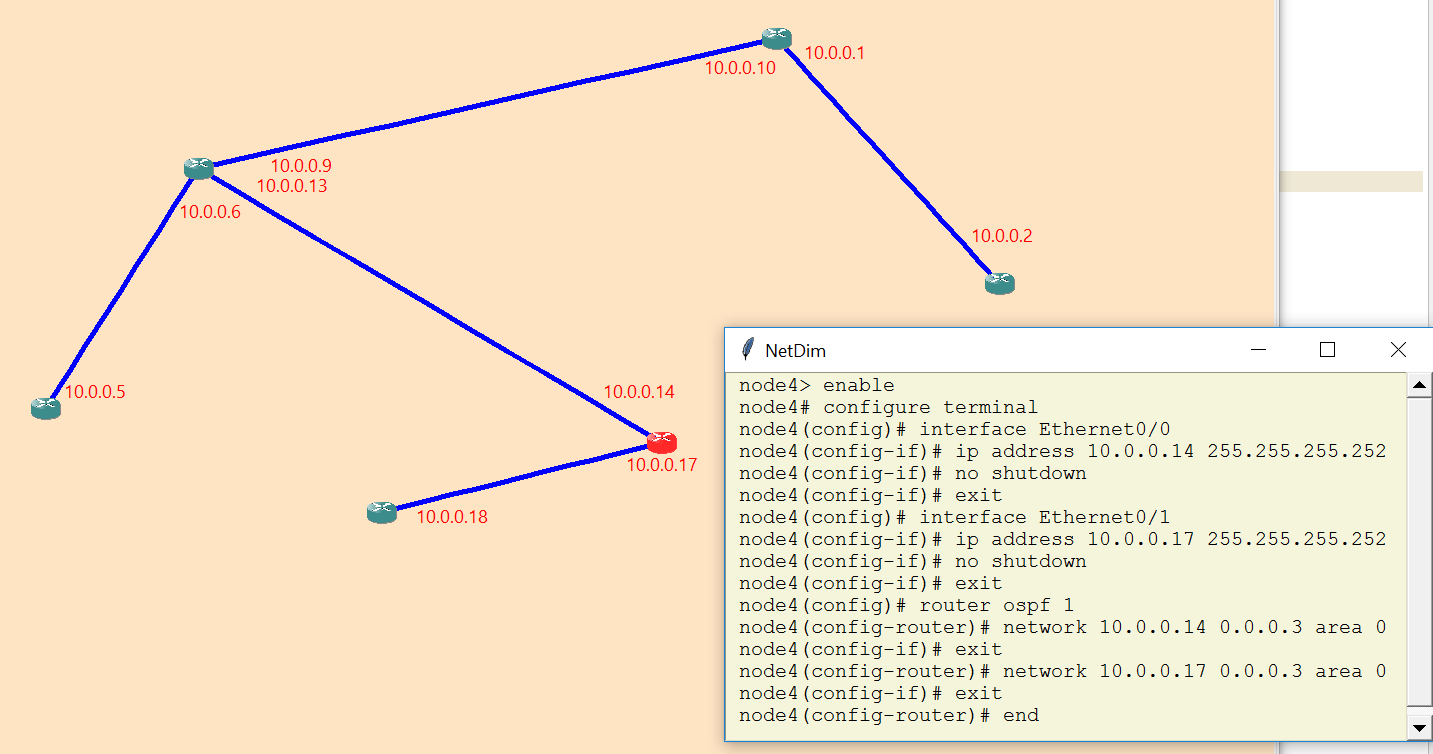 10.0.0.1
10.0.0.10
10.0.0.9
10.0.0.13
10.0.0.6
10.0.0.2
10.0.0.5
10.0.0.14
10.0.0.17
10.0.0.18
NetDim
node4> enable
node4# configure terminal
node4(config)# interface Ethernet0/0
node4(config-if)# ip address 10.0.0.14 255.255.255.252
node4(config-if)# no shutdown
node4(config-if)# exit
node4(config)# interface Ethernet0/1
node4(config-if)# ip address 10.0.0.17 255.255.255.252
node4(config-if)# no shutdown
node4(config-if)# exit
node4(config)# router ospf 1
node4(config-router)# network 10.0.0.14 0.0.0.3 area 0
node4(config-if)# exit
node4(config-router)# network 10.0.0.17 0.0.0.3 area 0
node4(config-if)# exit
node4(config-router)# end